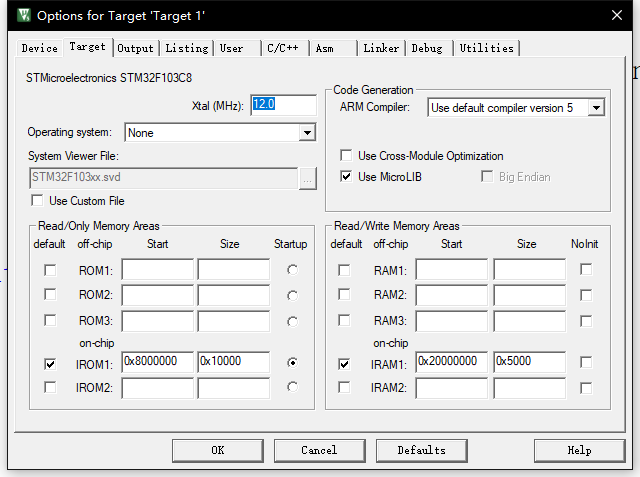 Options for Target 'Target 1'
Device Target Output Listing User C/C++ Asm Linker Debug Utilities
STMicroelectronics STM32F103C8
Xtal (MHz): 12.0
Operating system: None
System Viewer File:
STM32F103xx.svd ...
Use Custom File
Code Generation
ARM Compiler: Use default compiler version 5
Use Cross-Module Optimization
Use MicroLIB Big Endian
Read/Only Memory Areas
default off-chip Start Size Startup
ROM1:
ROM2:
ROM3:
on-chip
IROM1: 0x8000000 0x10000
IROM2:
Read/Write Memory Areas
default off-chip Start Size NoInit
RAM1:
RAM2:
RAM3:
on-chip
IRAM1: 0x20000000 0x5000
IRAM2:
OK Cancel Defaults Help